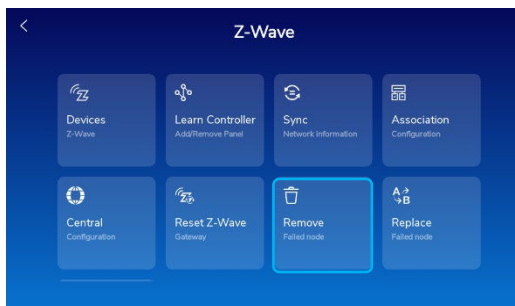 Z-Wave
Devices
Z-Wave
Learn Controller
Add/Remove Panel
Sync
Network Information
Association
Configuration
Central
Configuration
Reset Z-Wave
Gateway
Remove
Failed node
A
B
Replace
Failed node